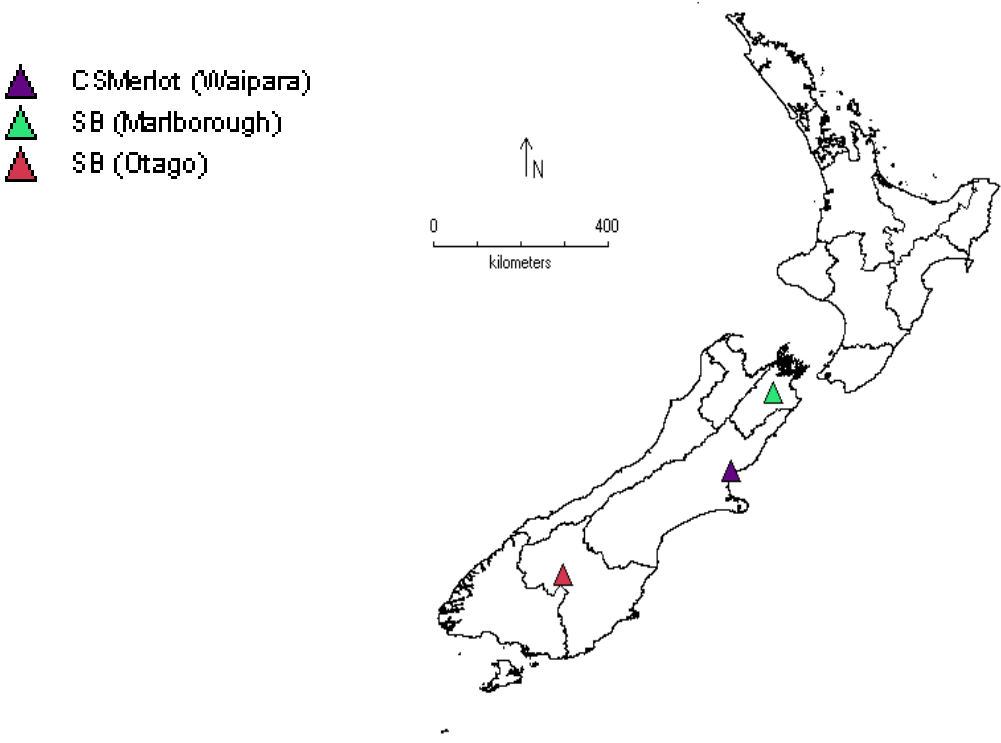 CSMerlot (Waipara)
SB (Marlborough)
SB (Otago)
N
0 400
kilometers